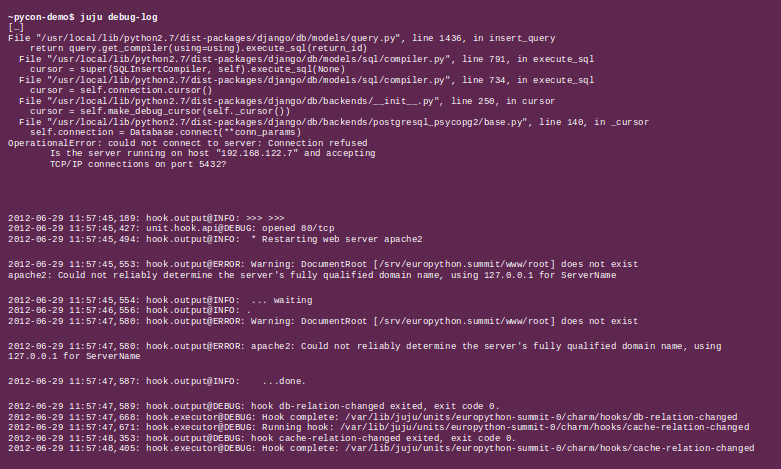 ~pycon-demo$ juju debug-log
[…]
File "/usr/local/lib/python2.7/dist-packages/django/db/models/query.py", line 1436, in insert_query
return query.get_compiler(using=using).execute_sql(return_id)
File "/usr/local/lib/python2.7/dist-packages/django/db/models/sql/compiler.py", line 791, in execute_sql
cursor = super(SQLInsertCompiler, self).execute_sql(None)
File "/usr/local/lib/python2.7/dist-packages/django/db/models/sql/compiler.py", line 734, in execute_sql
cursor = self.connection.cursor()
File "/usr/local/lib/python2.7/dist-packages/django/db/backends/__init__.py", line 250, in cursor
cursor = self.make_debug_cursor(self._cursor())
File "/usr/local/lib/python2.7/dist-packages/django/db/backends/postgresql_psycopg2/base.py", line 140, in _cursor
self.connection = Database.connect(**conn_params)
OperationalError: could not connect to server: Connection refused
Is the server running on host "192.168.122.7" and accepting
TCP/IP connections on port 5432?
2012-06-29 11:57:45,189: hook.output@INFO: >>> >>>
2012-06-29 11:57:45,427: unit.hook.api@DEBUG: opened 80/tcp
2012-06-29 11:57:45,494: hook.output@INFO:  * Restarting web server apache2
2012-06-29 11:57:45,553: hook.output@ERROR: Warning: DocumentRoot [/srv/europython.summit/www/root] does not exist
apache2: Could not reliably determine the server's fully qualified domain name, using 127.0.0.1 for ServerName
2012-06-29 11:57:45,554: hook.output@INFO:  ... waiting
2012-06-29 11:57:46,556: hook.output@INFO: .
2012-06-29 11:57:47,580: hook.output@ERROR: Warning: DocumentRoot [/srv/europython.summit/www/root] does not exist
2012-06-29 11:57:47,580: hook.output@ERROR: apache2: Could not reliably determine the server's fully qualified domain name, using
127.0.0.1 for ServerName
2012-06-29 11:57:47,587: hook.output@INFO:    ...done.
2012-06-29 11:57:47,589: hook.output@DEBUG: hook db-relation-changed exited, exit code 0.
2012-06-29 11:57:47,668: hook.executor@DEBUG: Hook complete: /var/lib/juju/units/europython-summit-0/charm/hooks/db-relation-changed
2012-06-29 11:57:47,671: hook.executor@DEBUG: Running hook: /var/lib/juju/units/europython-summit-0/charm/hooks/cache-relation-changed
2012-06-29 11:57:48,353: hook.output@DEBUG: hook cache-relation-changed exited, exit code 0.
2012-06-29 11:57:48,405: hook.executor@DEBUG: Hook complete: /var/lib/juju/units/europython-summit-0/charm/hooks/cache-relation-changed